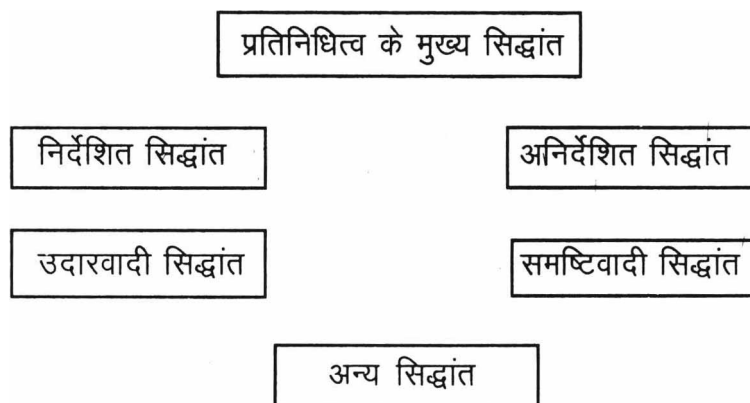 प्रतिनिधित्व के मुख्य सिद्धांत
निर्देशित सिद्धांत
अनिर्देशित सिद्धांत
उदारवादी सिद्धांत
समष्टिवादी सिद्धांत
अन्य सिद्धांत